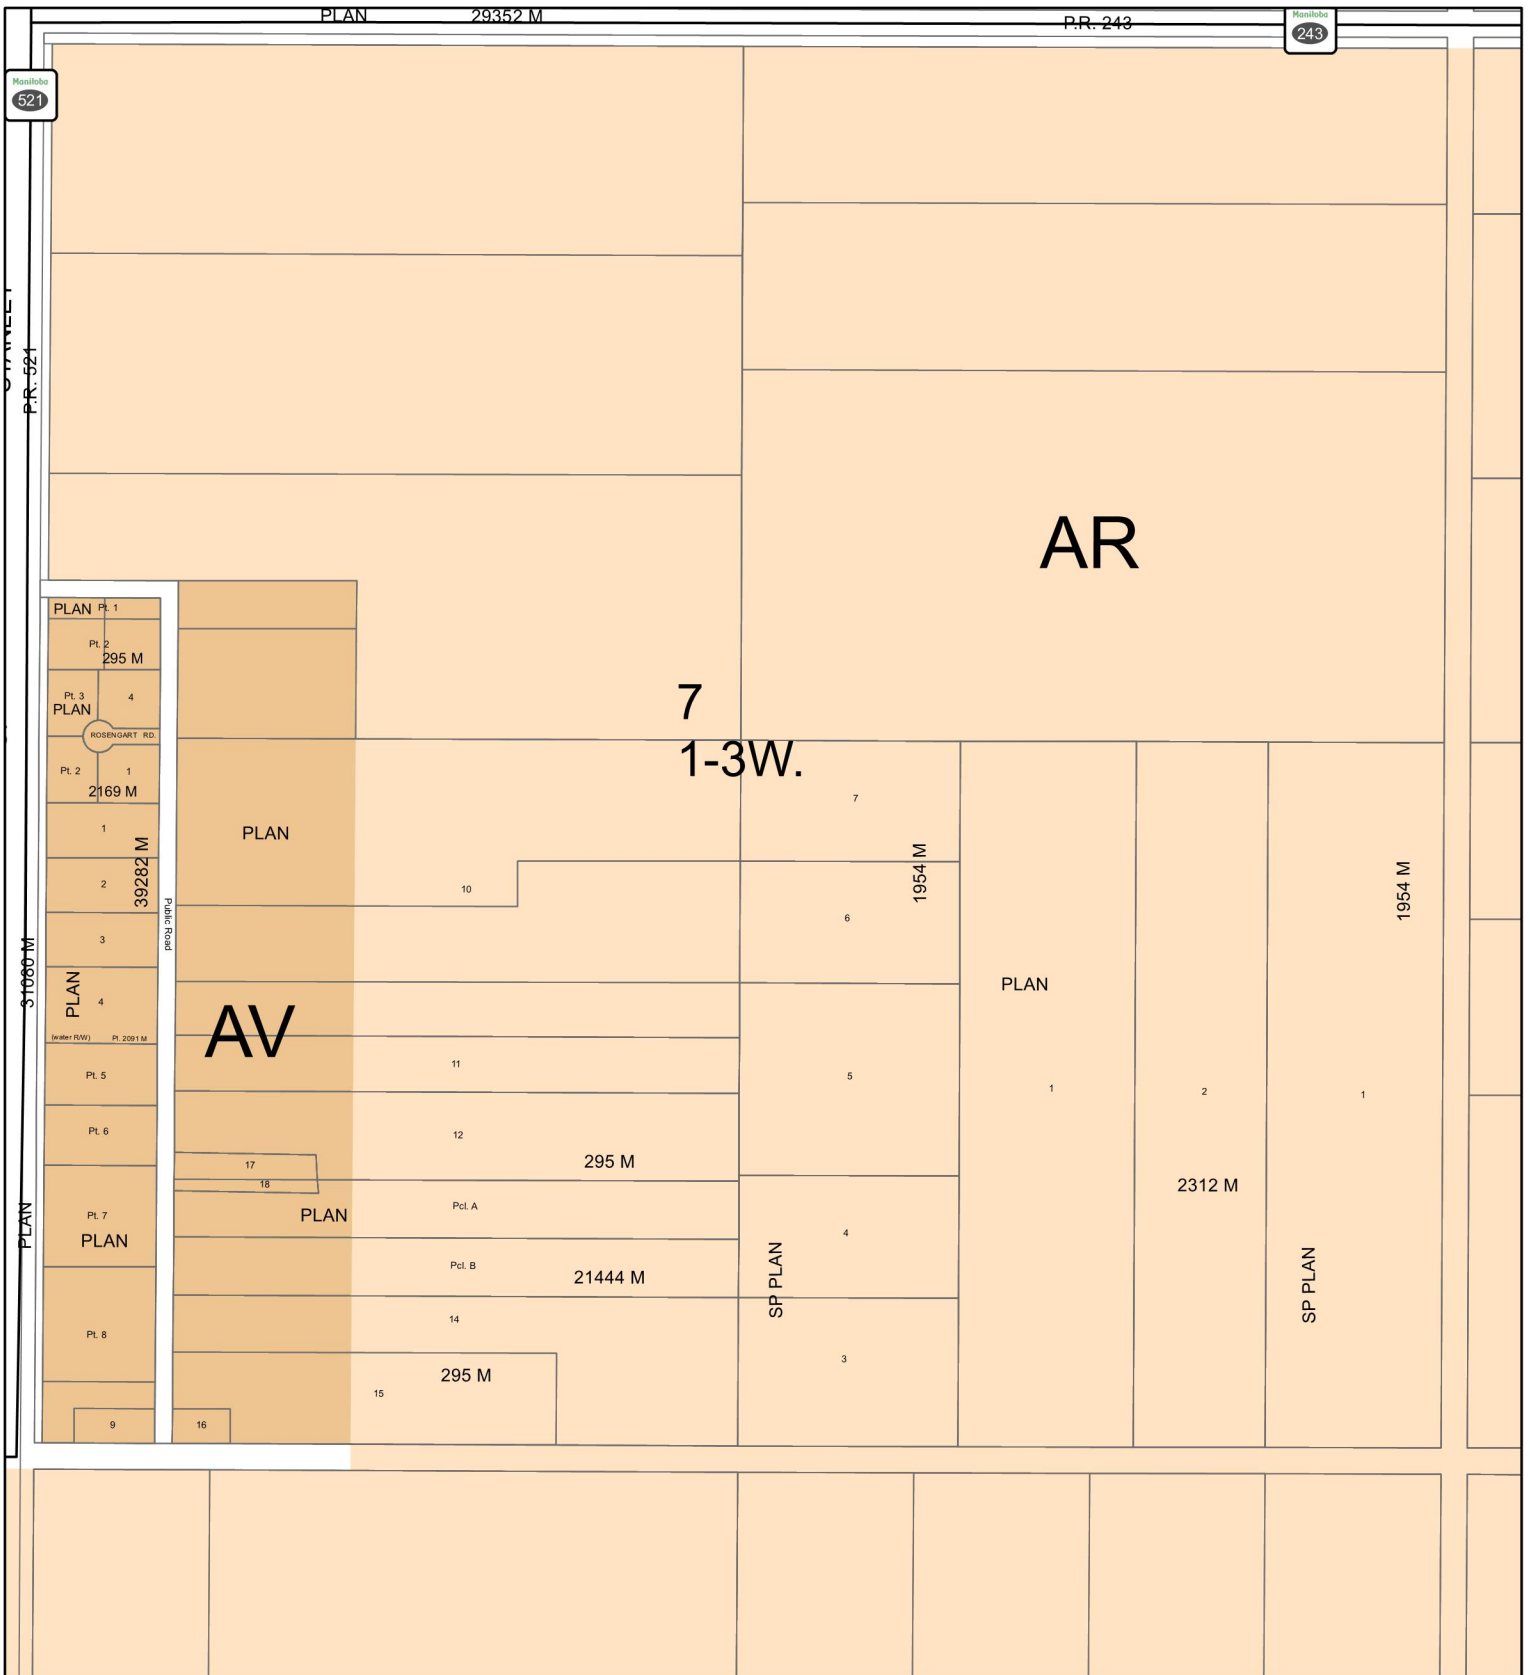 PLAN 29352 M
P.R. 243
Manitoba
243
Manitoba
521
P.R. 521
AR
PLAN Pt. 1
Pt. 2
295 M
Pt. 3
4
PLAN
ROSENGART RD.
Pt. 2
1
2169 M
7
1-3W.
1
39282 M
2
3
PLAN
4
(water R/W) Pl. 2091 M
Pt. 5
Pt. 6
Pt. 7
PLAN
Pt. 8
9
31080 M
PLAN
Public Road
PLAN
AV
10
11
12
295 M
17
18
PLAN
Pcl. A
Pcl. B
21444 M
14
295 M
15
16
7
1954 M
6
5
4
SP PLAN
3
PLAN
1
2
2312 M
1954 M
1
SP PLAN